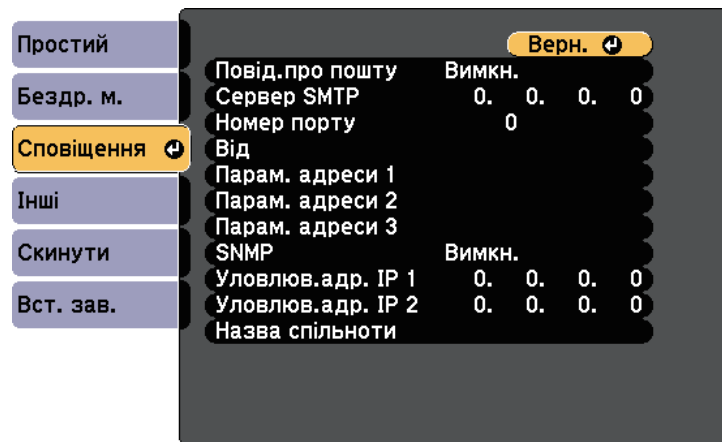 Простий
Бездр. м.
Сповіщення
Інші
Скинути
Вст. зав.
Верн.
Повід.про пошту Вимкн.
Сервер SMTP 0. 0. 0. 0
Номер порту 0
Від
Парам. адреси 1
Парам. адреси 2
Парам. адреси 3
SNMP Вимкн.
Уловлюв.адр. IP 1 0. 0. 0. 0
Уловлюв.адр. IP 2 0. 0. 0. 0
Назва спільноти